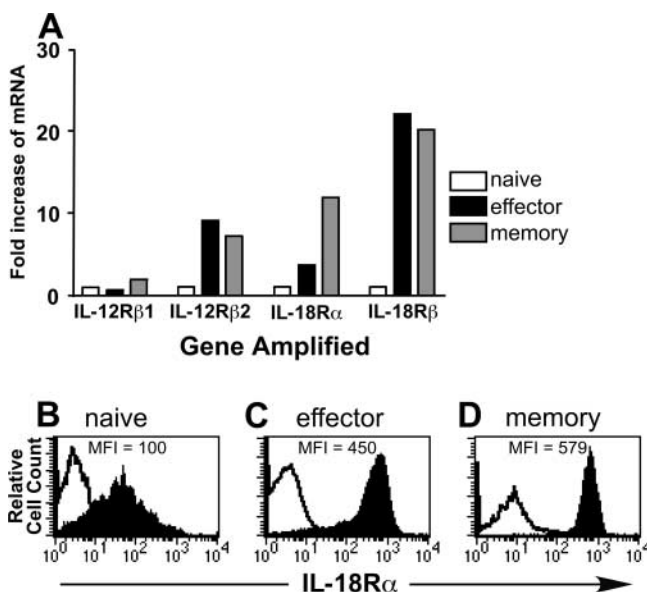 A
Fold increase of mRNA
30
20
10
0
naive
effector
memory
IL-12Rβ1 IL-12Rβ2 IL-18Rα IL-18Rβ
Gene Amplified
B naive C effector D memory
MFI = 100 MFI = 450 MFI = 579
Relative
Cell Count
10⁰ 10¹ 10² 10³ 10⁴ 10⁰ 10¹ 10² 10³ 10⁴ 10⁰ 10¹ 10² 10³ 10⁴
IL-18Rα